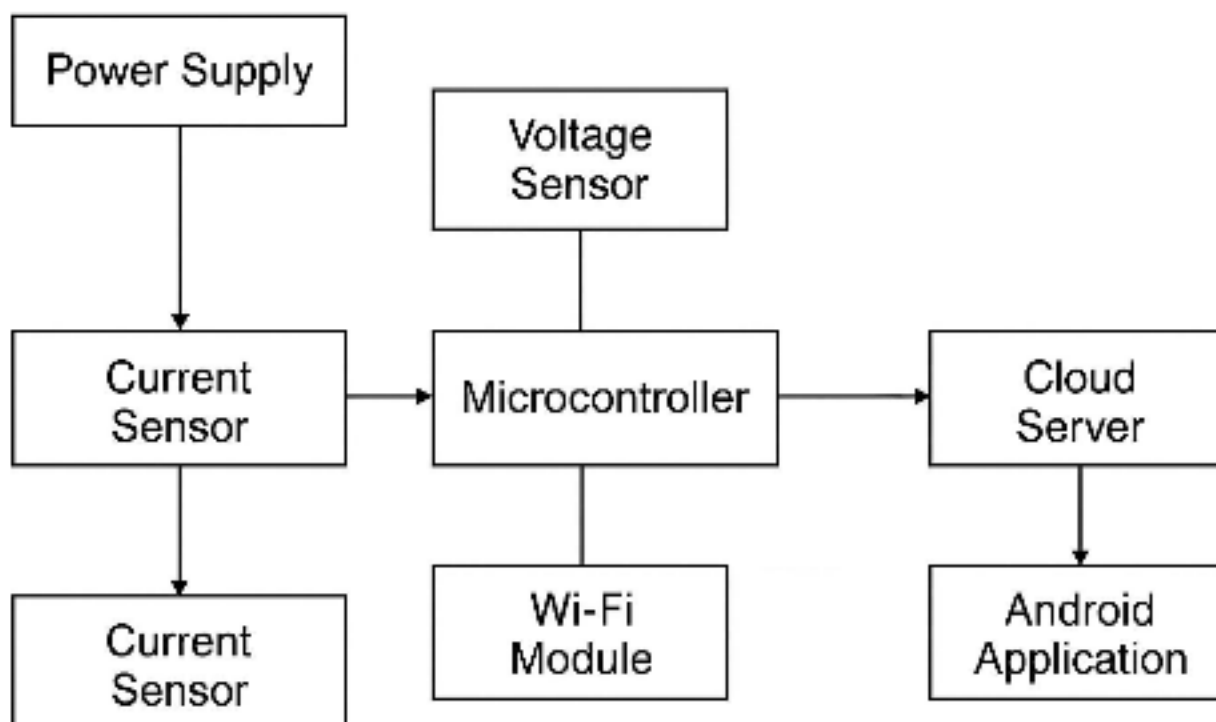 Power Supply
Voltage
Sensor
Current
Sensor
Microcontroller
Cloud
Server
Current
Sensor
Wi-Fi
Module
Android
Application